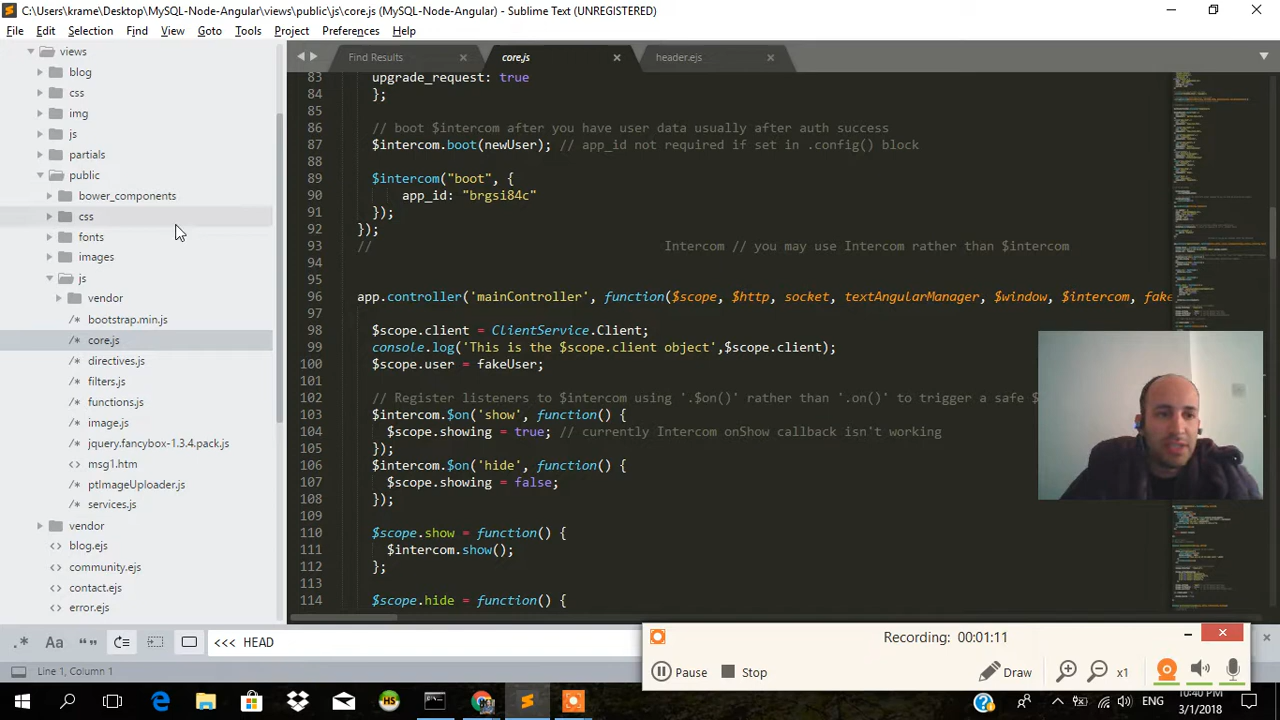 C:\Users\krame\Desktop\MySQL-Node-Angular\views\public\js\core.js (MySQL-Node-Angular) - Sublime Text (UNREGISTERED)
File Edit Selection Find View Goto Tools Project Preferences Help
views
blog
css
img
js
partials
public
bower_components
css
fonts
images
js
vendor
/* bootstrap.min.js
/* core.js
/* directives.js
/* filters.js
/* functions.js
/* image.js
/* jquery.fancybox-1.3.4.pack.js
<> msg1.htm
/* ptImageUploader.js
/* services.js
vendor
<> blog.ejs
<> community.ejs
<> contact.ejs
<> error.ejs
Find Results core.js header.ejs
83 upgrade_request: true
84 };
85
86 // boot $intercom after you have user data usually after auth success
87 $intercom.boot(rwUser); // app_id not required if set in .config() block
88
89 $intercom("boot", {
90 app_id: "brgsi84c"
91 });
92 });
93 // Intercom // you may use Intercom rather than $intercom
94
95
96 app.controller('mainController', function($scope, $http, socket, textAngularManager, $window, $intercom, fake
97
98 $scope.client = ClientService.Client;
99 console.log('This is the $scope.client object',$scope.client);
100 $scope.user = fakeUser;
101
102 // Register listeners to $intercom using '.$on()' rather than '.on()' to trigger a safe $
103 $intercom.$on('show', function() {
104 $scope.showing = true; // currently Intercom onShow callback isn't working
105 });
106 $intercom.$on('hide', function() {
107 $scope.showing = false;
108 });
109
110 $scope.show = function() {
111 $intercom.show();
112 };
113
114 $scope.hide = function() {
.* Aa “ ” <<< HEAD
Line 1, Column 1
Recording: 00:01:11
Pause Stop Draw x1
ENG
10:40 PM
3/1/2018